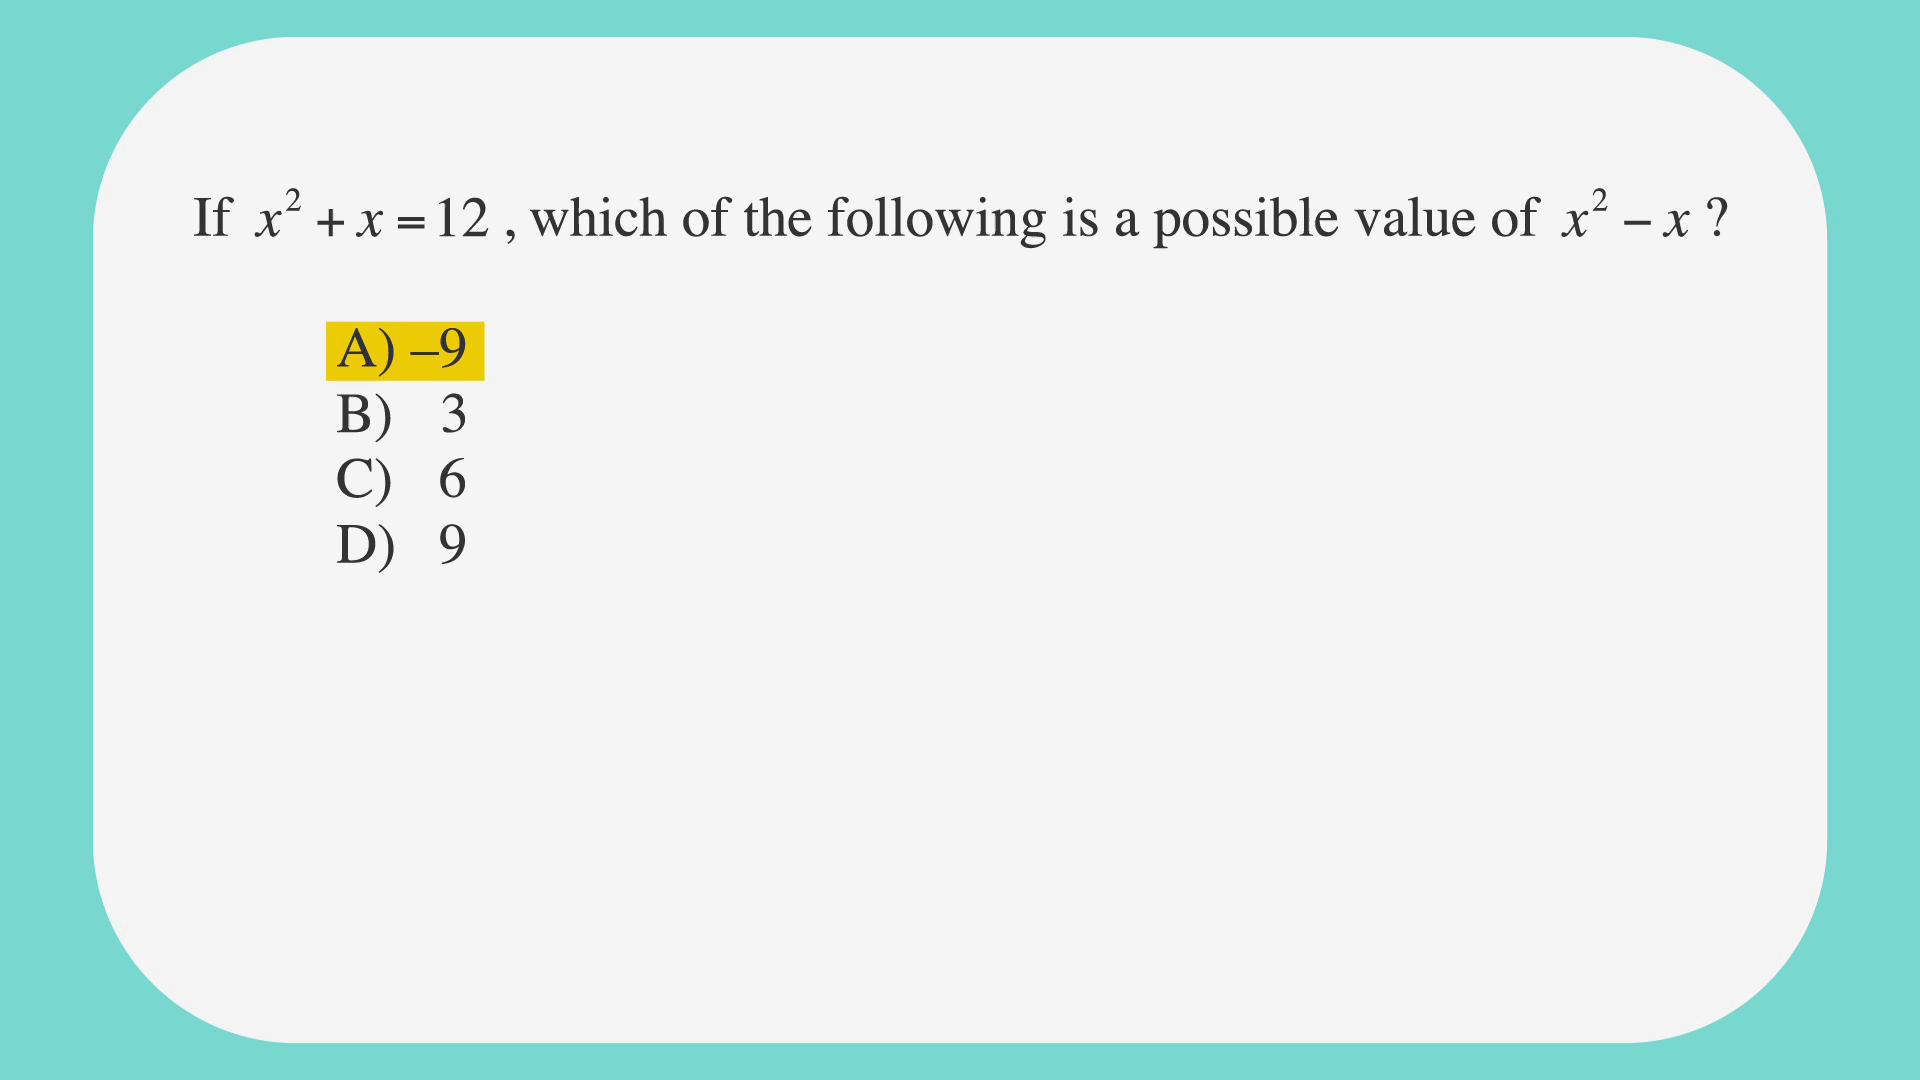 If x² + x = 12 , which of the following is a possible value of x² – x ?
A) –9
B) 3
C) 6
D) 9